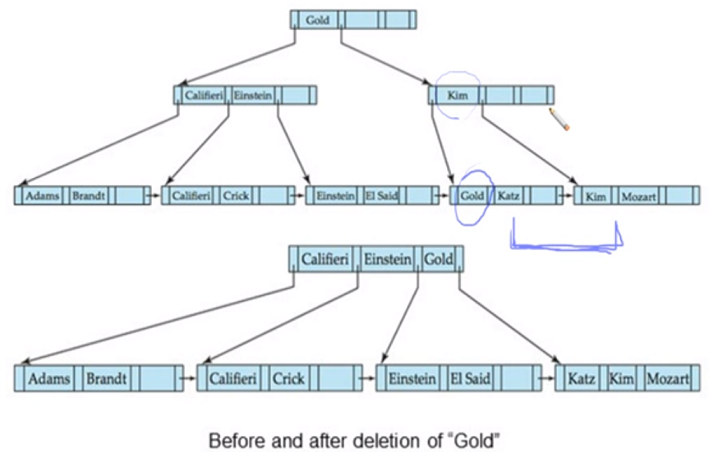 Gold
Califieri Einstein
Kim
Adams Brandt
Califieri Crick
Einstein El Said
Gold Katz
Kim Mozart
Califieri Einstein Gold
Adams Brandt
Califieri Crick
Einstein El Said
Katz Kim Mozart
Before and after deletion of “Gold”